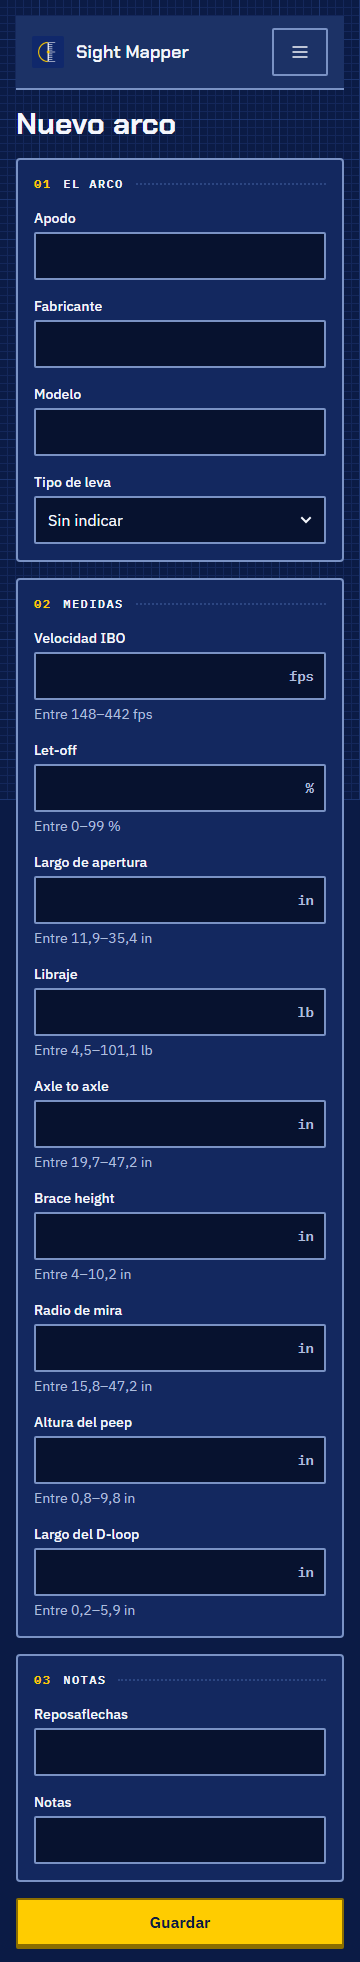 Sight Mapper
Nuevo arco
01 EL ARCO
Apodo
Fabricante
Modelo
Tipo de leva
Sin indicar
02 MEDIDAS
Velocidad IBO
fps
Entre 148–442 fps
Let-off
%
Entre 0–99 %
Largo de apertura
in
Entre 11,9–35,4 in
Libraje
lb
Entre 4,5–101,1 lb
Axle to axle
in
Entre 19,7–47,2 in
Brace height
in
Entre 4–10,2 in
Radio de mira
in
Entre 15,8–47,2 in
Altura del peep
in
Entre 0,8–9,8 in
Largo del D-loop
in
Entre 0,2–5,9 in
03 NOTAS
Reposaflechas
Notas
Guardar